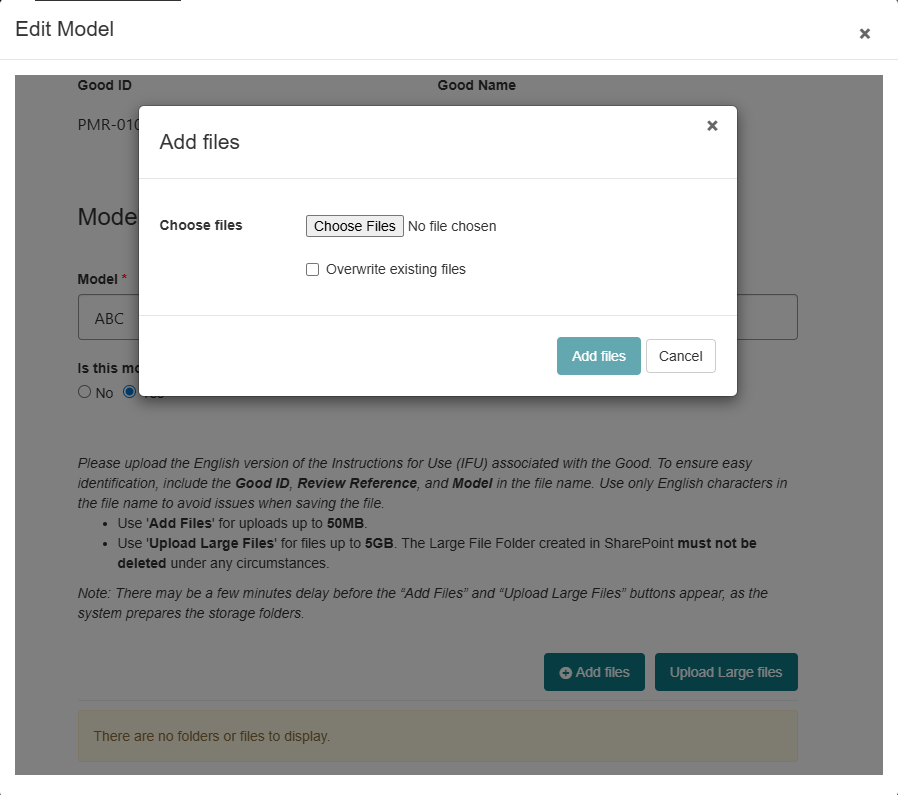 Edit Model
×
Good ID Good Name
PMR-010
Add files
×
Choose files Choose Files No file chosen
Overwrite existing files
Add files Cancel
Mode
Model *
ABC
Is this mo
No
Please upload the English version of the Instructions for Use (IFU) associated with the Good. To ensure easy
identification, include the Good ID, Review Reference, and Model in the file name. Use only English characters in
the file name to avoid issues when saving the file.
• Use 'Add Files' for uploads up to 50MB.
• Use 'Upload Large Files' for files up to 5GB. The Large File Folder created in SharePoint must not be
deleted under any circumstances.
Note: There may be a few minutes delay before the “Add Files” and “Upload Large Files” buttons appear, as the
system prepares the storage folders.
Add files Upload Large files
There are no folders or files to display.